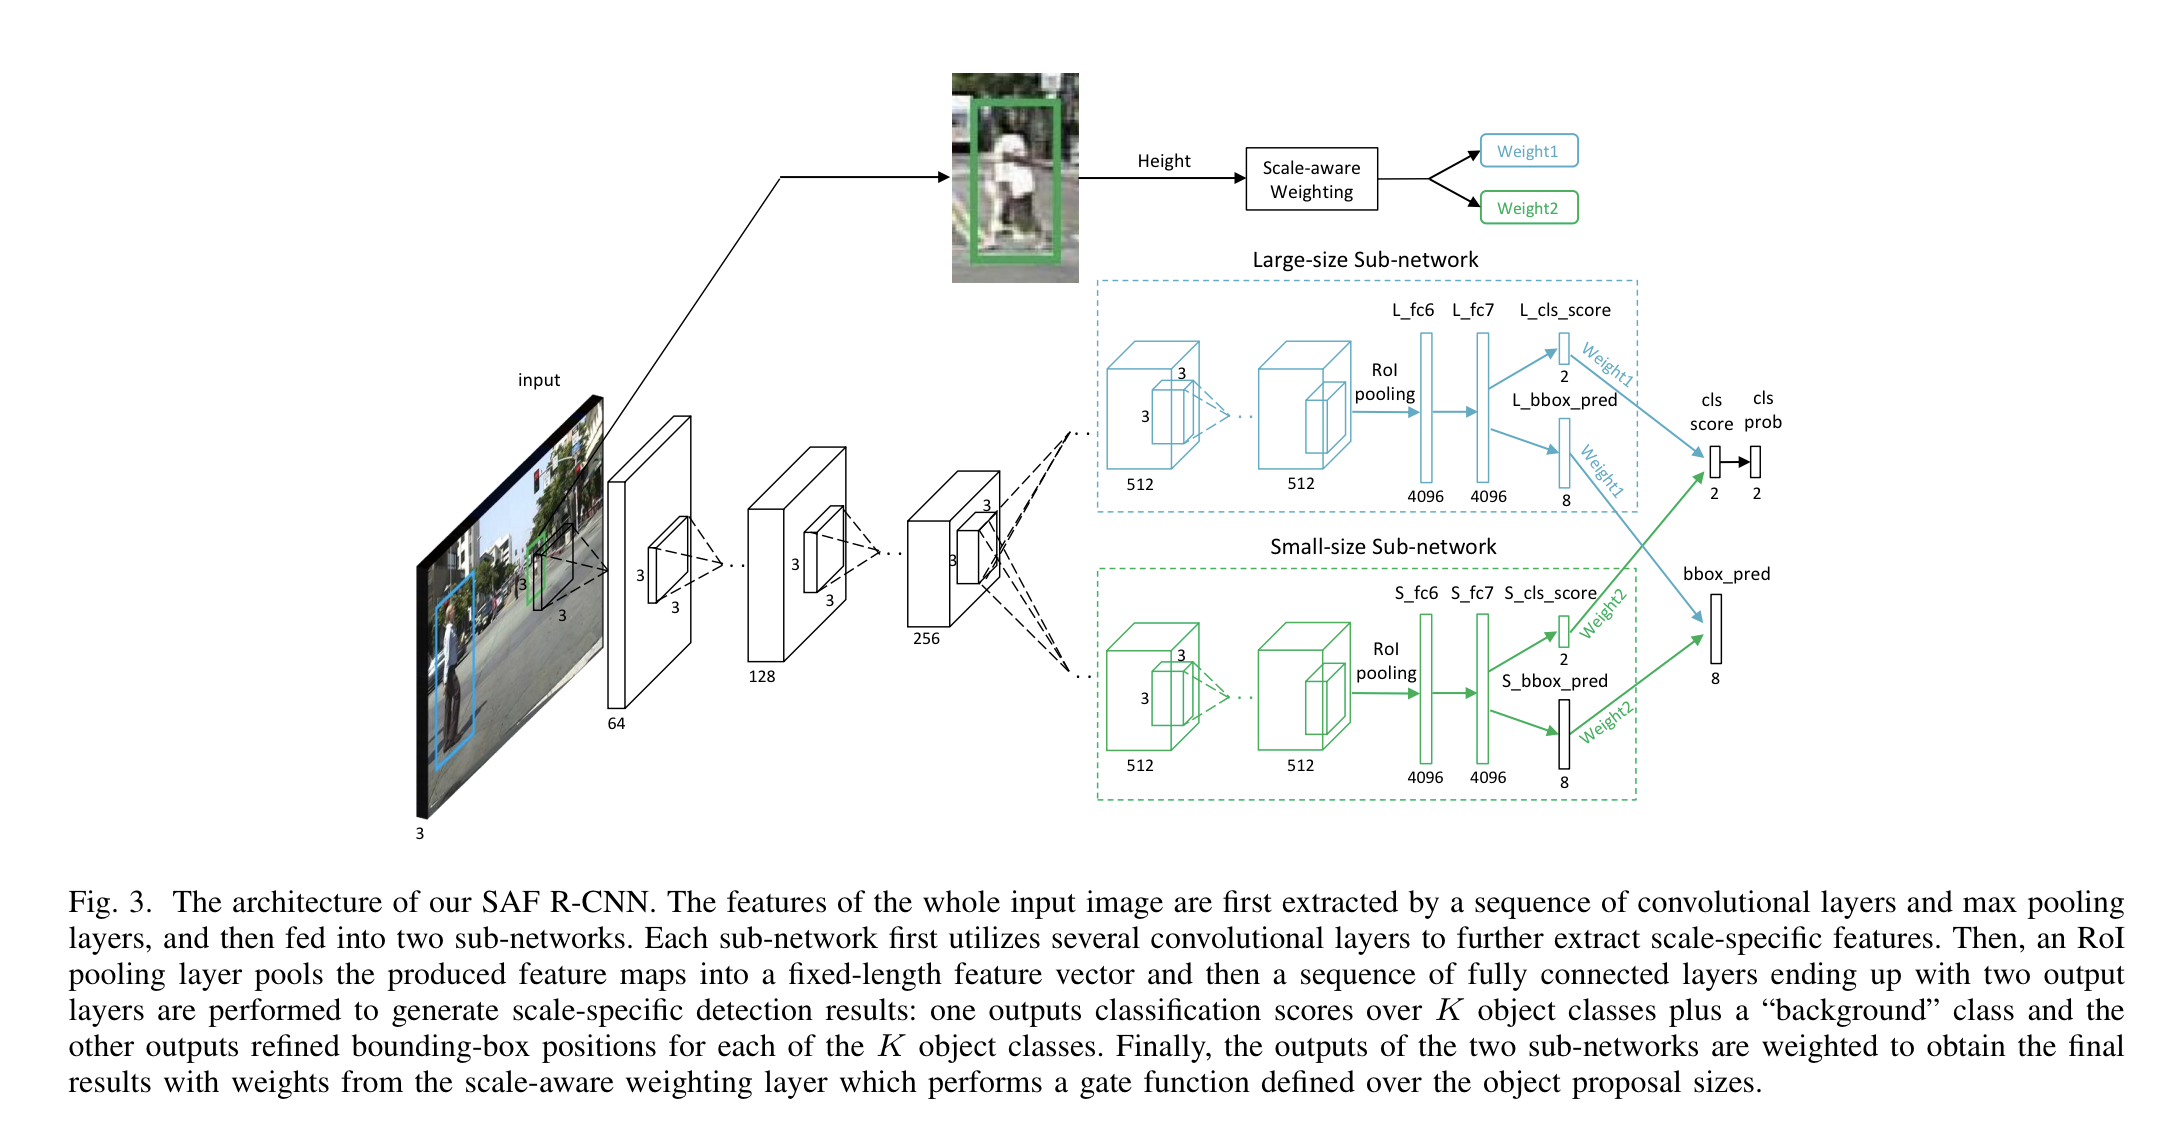 Height
Scale-aware
Weighting
Weight1
Weight2
Large-size Sub-network
L_fc6
L_fc7
L_cls_score
3
3
512
512
RoI
pooling
4096
4096
2
Weight1
L_bbox_pred
8
Weight1
cls
score
cls
prob
2
2
input
3
3
3
3
3
64
3
3
128
3
3
256
Small-size Sub-network
S_fc6
S_fc7
S_cls_score
3
3
512
512
RoI
pooling
4096
4096
2
Weight2
S_bbox_pred
8
Weight2
bbox_pred
8
Fig. 3. The architecture of our SAF R-CNN. The features of the whole input image are first extracted by a sequence of convolutional layers and max pooling
layers, and then fed into two sub-networks. Each sub-network first utilizes several convolutional layers to further extract scale-specific features. Then, an RoI
pooling layer pools the produced feature maps into a fixed-length feature vector and then a sequence of fully connected layers ending up with two output
layers are performed to generate scale-specific detection results: one outputs classification scores over K object classes plus a “background” class and the
other outputs refined bounding-box positions for each of the K object classes. Finally, the outputs of the two sub-networks are weighted to obtain the final
results with weights from the scale-aware weighting layer which performs a gate function defined over the object proposal sizes.